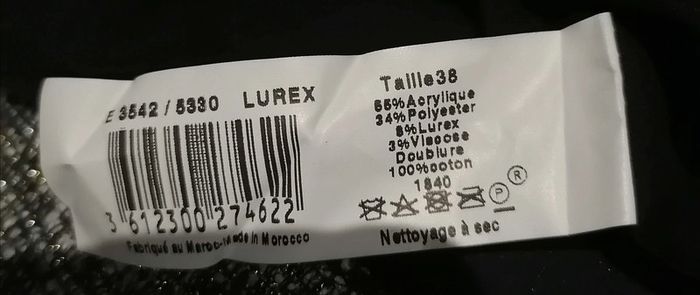 E 3542 / 5330 LUREX
3 612300 274622
Fabriqué au Maroc-Made in Morocco
Taille38
55%Acrylique
34%Polyester
8%Lurex
3%Viscose
Doublure
100%coton
1840
P R
Nettoyage à sec